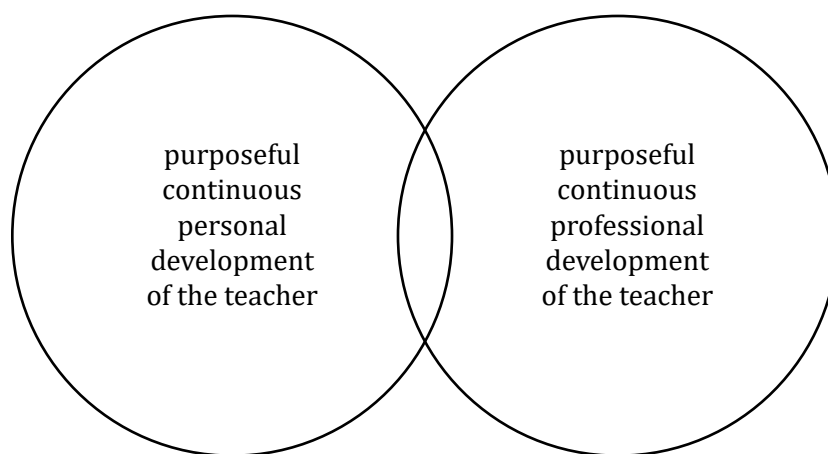 purposeful
continuous
personal
development
of the teacher
purposeful
continuous
professional
development
of the teacher